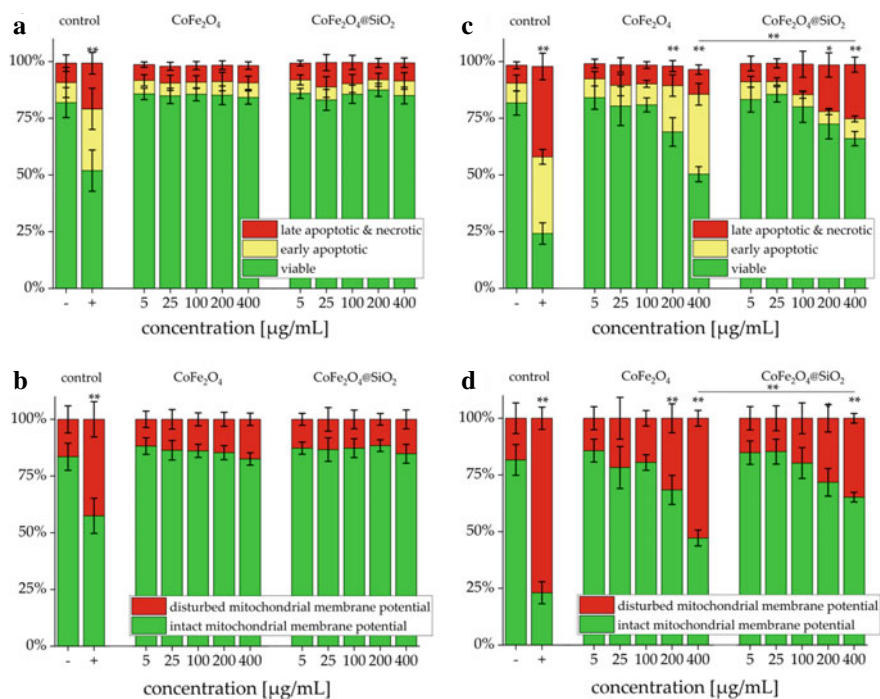 a
control
CoFe₂O₄
CoFe₂O₄@SiO₂
**
100%
75%
50%
25%
0%
late apoptotic & necrotic
early apoptotic
viable
- + 5 25 100 200 400 5 25 100 200 400
concentration [µg/mL]
b
control
CoFe₂O₄
CoFe₂O₄@SiO₂
**
100%
75%
50%
25%
0%
disturbed mitochondrial membrane potential
intact mitochondrial membrane potential
- + 5 25 100 200 400 5 25 100 200 400
concentration [µg/mL]
c
control
CoFe₂O₄
CoFe₂O₄@SiO₂
**
** ** ** * **
100%
75%
50%
25%
0%
late apoptotic & necrotic
early apoptotic
viable
- + 5 25 100 200 400 5 25 100 200 400
concentration [µg/mL]
d
control
CoFe₂O₄
CoFe₂O₄@SiO₂
**
** ** ** * **
100%
75%
50%
25%
0%
disturbed mitochondrial membrane potential
intact mitochondrial membrane potential
- + 5 25 100 200 400 5 25 100 200 400
concentration [µg/mL]